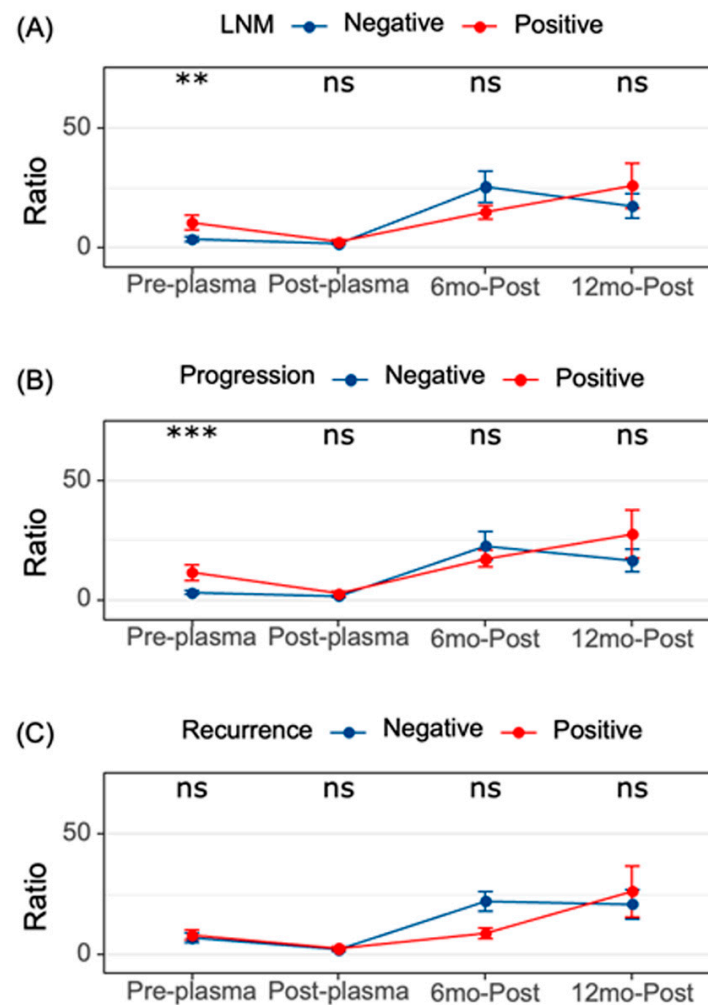 (A)
LNM Negative Positive
** ns ns ns
50
Ratio
0
Pre-plasma Post-plasma 6mo-Post 12mo-Post
(B)
Progression Negative Positive
*** ns ns ns
50
Ratio
0
Pre-plasma Post-plasma 6mo-Post 12mo-Post
(C)
Recurrence Negative Positive
ns ns ns ns
50
Ratio
0
Pre-plasma Post-plasma 6mo-Post 12mo-Post